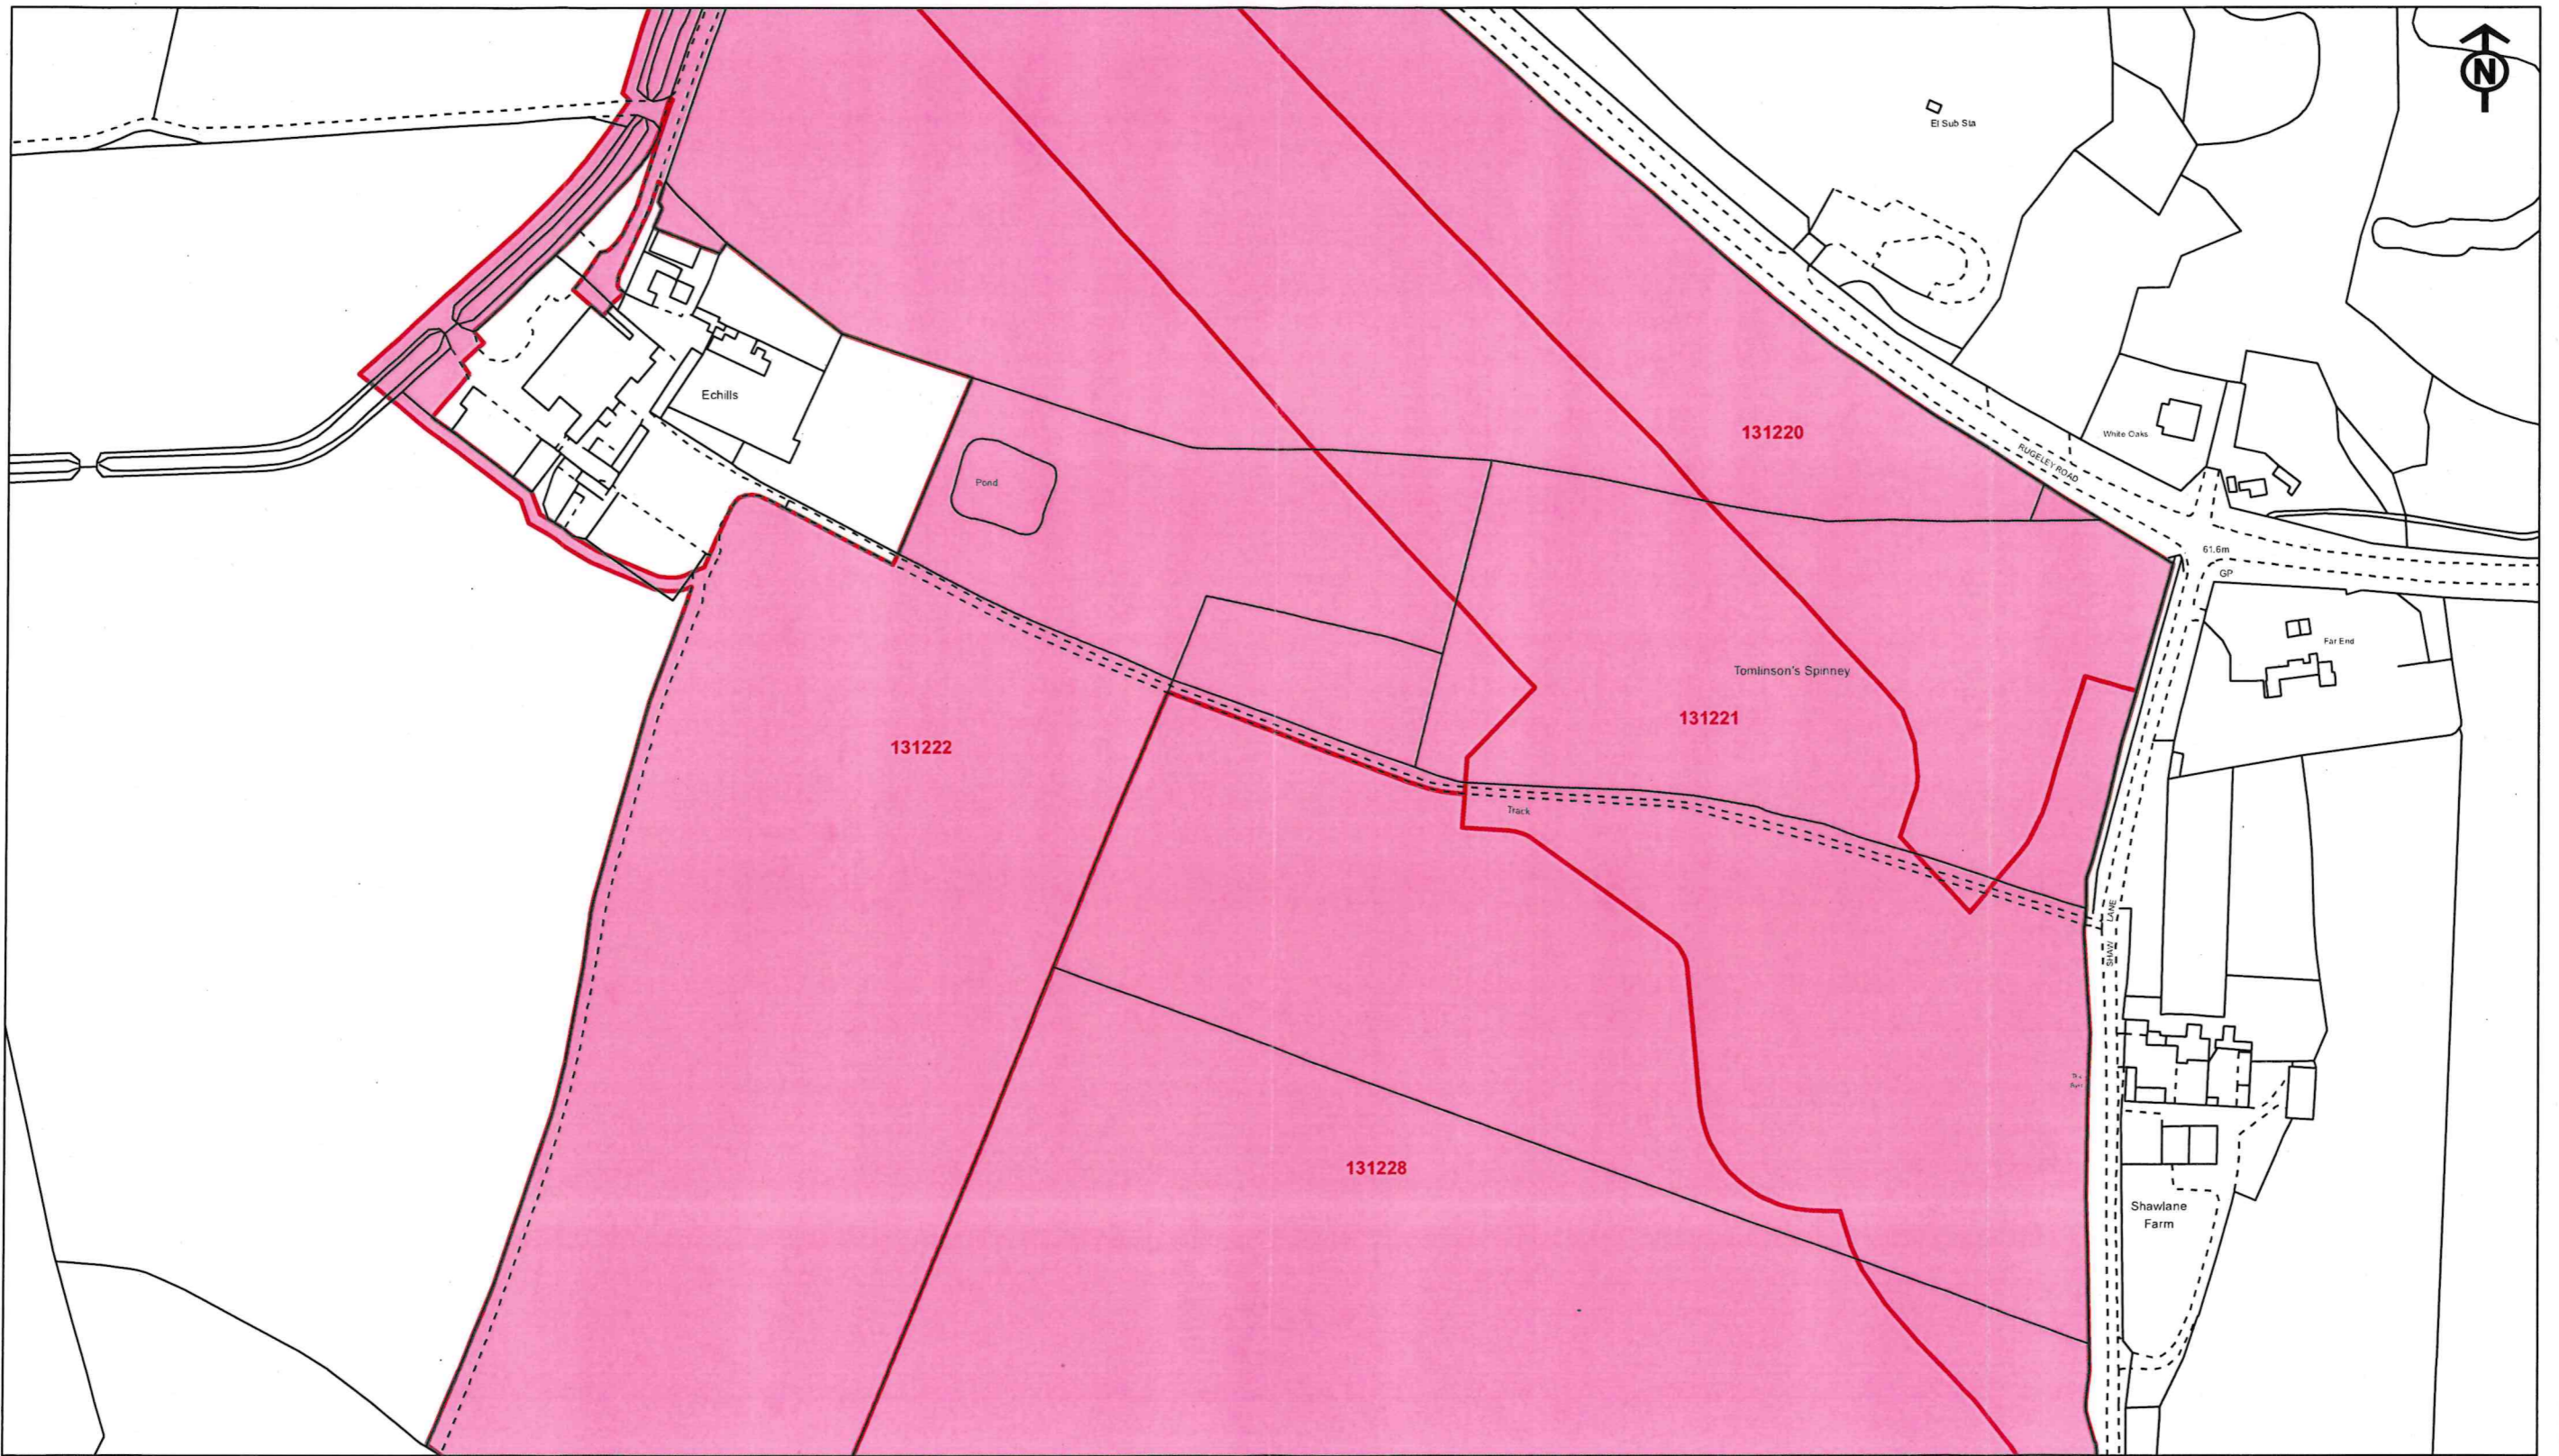 N
El Sub Sta
Echills
131220
White Oaks
RUGELEY ROAD
Pond
61.6m
GP
Far End
Tomlinson's Spinney
131221
131222
Track
SHAW LANE
131228
Shawlane
Farm